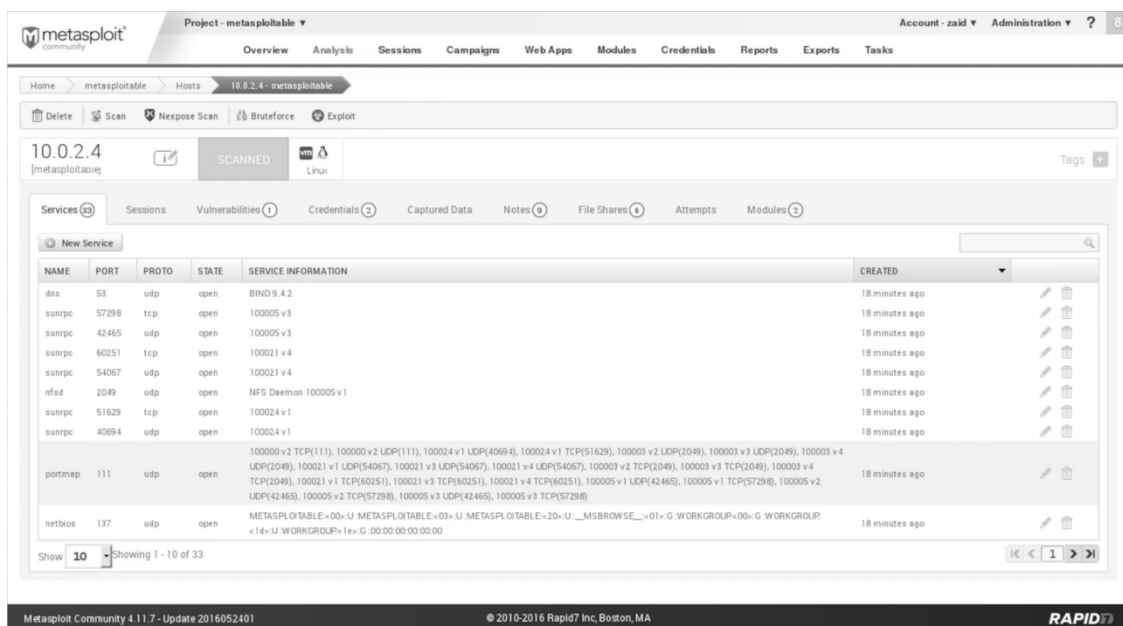 metasploit®
community
Project - metasploitable ▼
Account - zaid ▼ Administration ▼ ? 8
Overview Analysis Sessions Campaigns Web Apps Modules Credentials Reports Exports Tasks
Home metasploitable Hosts 10.0.2.4 - metasploitable
Delete Scan Nexpose Scan Bruteforce Exploit
10.0.2.4
[metasploitable]
SCANNED
vm
Linux
Tags +
Services 33 Sessions Vulnerabilities 1 Credentials 2 Captured Data Notes 9 File Shares 6 Attempts Modules 2
New Service
NAME PORT PROTO STATE SERVICE INFORMATION CREATED
dns 53 udp open BIND 9.4.2 18 minutes ago
sunrpc 57298 tcp open 100005 v3 18 minutes ago
sunrpc 42465 udp open 100005 v3 18 minutes ago
sunrpc 60251 tcp open 100021 v4 18 minutes ago
sunrpc 54067 udp open 100021 v4 18 minutes ago
nfsd 2049 udp open NFS Daemon 100005 v1 18 minutes ago
sunrpc 51629 tcp open 100024 v1 18 minutes ago
sunrpc 40694 udp open 100024 v1 18 minutes ago
100000 v2 TCP(111), 100000 v2 UDP(111), 100024 v1 UDP(40694), 100024 v1 TCP(51629), 100003 v2 UDP(2049), 100003 v3 UDP(2049), 100003 v4
UDP(2049), 100021 v1 UDP(54067), 100021 v3 UDP(54067), 100021 v4 UDP(54067), 100003 v2 TCP(2049), 100003 v3 TCP(2049), 100003 v4
portmap 111 udp open TCP(2049), 100021 v1 TCP(60251), 100021 v3 TCP(60251), 100021 v4 TCP(60251), 100005 v1 UDP(42465), 100005 v1 TCP(57298), 100005 v2 18 minutes ago
UDP(42465), 100005 v2 TCP(57298), 100005 v3 UDP(42465), 100005 v3 TCP(57298)
netbios 137 udp open METASPLOITABLE:<00>:U :METASPLOITABLE:<03>:U :METASPLOITABLE:<20>:U :__MSBROWSE__:<01>:G :WORKGROUP:<00>:G :WORKGROUP: 18 minutes ago
<1d>:U :WORKGROUP:<1e>:G :00:00:00:00:00:00
Show 10 Showing 1 - 10 of 33 1
Metasploit Community 4.11.7 - Update 2016052401 © 2010-2016 Rapid7 Inc, Boston, MA RAPID7